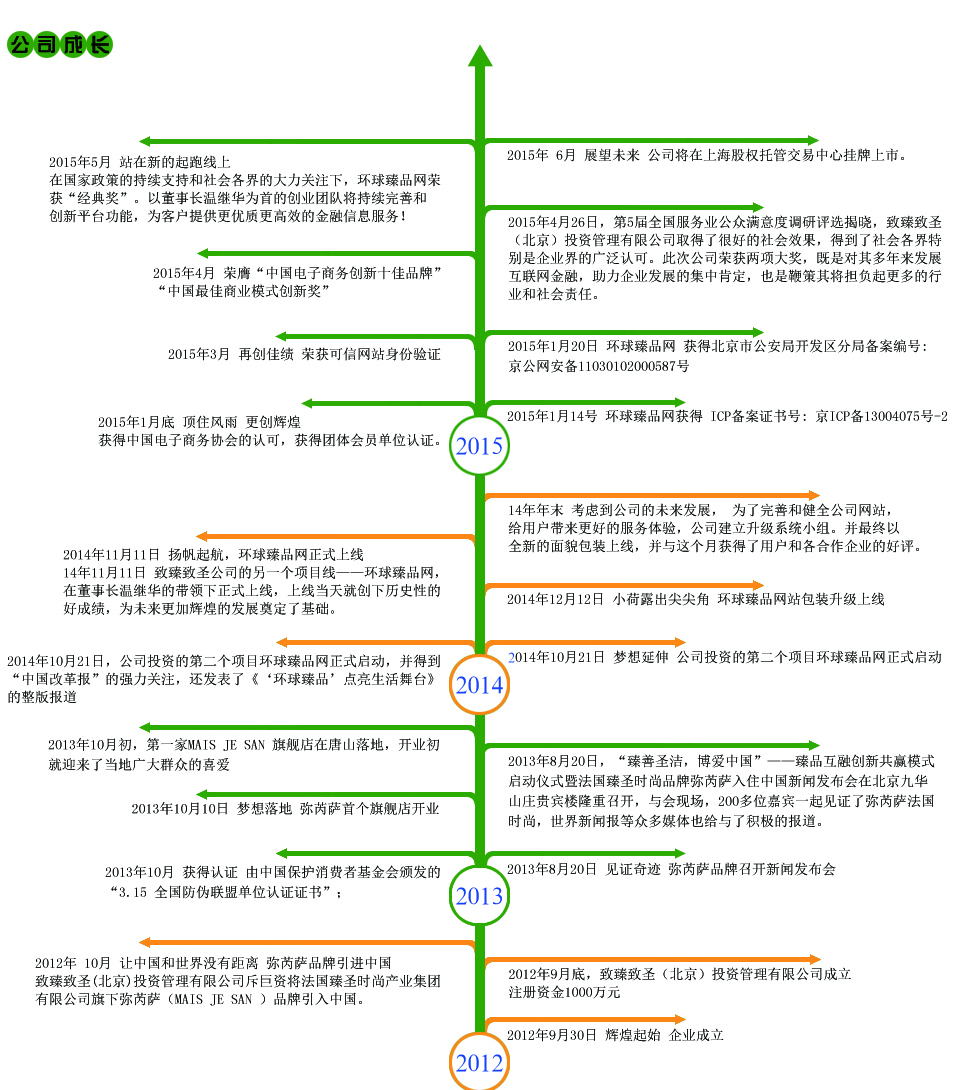 公司成长
2015年5月 站在新的起跑线上
在国家政策的持续支持和社会各界的大力关注下，环球臻品网荣
获“经典奖”。以董事长温继华为首的创业团队将持续完善和
创新平台功能，为客户提供更优质更高效的金融信息服务！
2015年 6月 展望未来 公司将在上海股权托管交易中心挂牌上市。
2015年4月26日，第5届全国服务业公众满意度调研评选揭晓，致臻致圣
（北京）投资管理有限公司取得了很好的社会效果，得到了社会各界特
别是企业界的广泛认可。此次公司荣获两项大奖，既是对其多年来发展
互联网金融，助力企业发展的集中肯定，也是鞭策其将担负起更多的行
业和社会责任。
2015年4月 荣膺“中国电子商务创新十佳品牌”
“中国最佳商业模式创新奖”
2015年3月 再创佳绩 荣获可信网站身份验证
2015年1月20日 环球臻品网 获得北京市公安局开发区分局备案编号:
京公网安备11030102000587号
2015年1月底 顶住风雨 更创辉煌
获得中国电子商务协会的认可，获得团体会员单位认证。
2015年1月14号 环球臻品网获得 ICP备案证书号: 京ICP备13004075号-2
2015
14年年末 考虑到公司的未来发展， 为了完善和健全公司网站，
给用户带来更好的服务体验，公司建立升级系统小组。并最终以
全新的面貌包装上线，并与这个月获得了用户和各合作企业的好评。
2014年11月11日 扬帆起航，环球臻品网正式上线
14年11月11日 致臻致圣公司的另一个项目线——环球臻品网，
在董事长温继华的带领下正式上线，上线当天就创下历史性的
好成绩，为未来更加辉煌的发展奠定了基础。
2014年12月12日 小荷露出尖尖角 环球臻品网站包装升级上线
2014年10月21日，公司投资的第二个项目环球臻品网正式启动，并得到
“中国改革报”的强力关注，还发表了《‘环球臻品’点亮生活舞台》
的整版报道
2014年10月21日 梦想延伸 公司投资的第二个项目环球臻品网正式启动
2014
2013年10月初，第一家MAIS JE SAN 旗舰店在唐山落地，开业初
就迎来了当地广大群众的喜爱
2013年8月20日，“臻善圣洁，博爱中国”——臻品互融创新共赢模式
启动仪式暨法国臻圣时尚品牌弥芮萨入住中国新闻发布会在北京九华
山庄贵宾楼隆重召开，与会现场，200多位嘉宾一起见证了弥芮萨法国
时尚，世界新闻报等众多媒体也给与了积极的报道。
2013年10月10日 梦想落地 弥芮萨首个旗舰店开业
2013年10月 获得认证 由中国保护消费者基金会颁发的
“3.15 全国防伪联盟单位认证证书”；
2013年8月20日 见证奇迹 弥芮萨品牌召开新闻发布会
2013
2012年 10月 让中国和世界没有距离 弥芮萨品牌引进中国
致臻致圣(北京)投资管理有限公司斥巨资将法国臻圣时尚产业集团
有限公司旗下弥芮萨（MAIS JE SAN ）品牌引入中国。
2012年9月底，致臻致圣（北京）投资管理有限公司成立
注册资金1000万元
2012年9月30日 辉煌起始 企业成立
2012